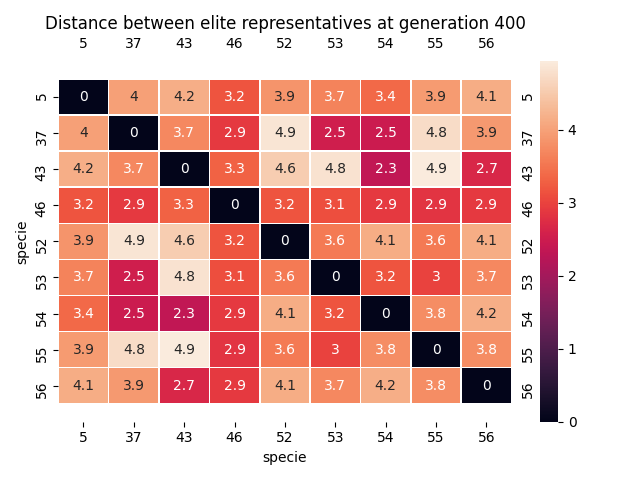 Distance between elite representatives at generation 400
5 37 43 46 52 53 54 55 56
5 0 4 4.2 3.2 3.9 3.7 3.4 3.9 4.1 5
37 4 0 3.7 2.9 4.9 2.5 2.5 4.8 3.9 37
43 4.2 3.7 0 3.3 4.6 4.8 2.3 4.9 2.7 43
46 3.2 2.9 3.3 0 3.2 3.1 2.9 2.9 2.9 46
52 3.9 4.9 4.6 3.2 0 3.6 4.1 3.6 4.1 52
53 3.7 2.5 4.8 3.1 3.6 0 3.2 3 3.7 53
54 3.4 2.5 2.3 2.9 4.1 3.2 0 3.8 4.2 54
55 3.9 4.8 4.9 2.9 3.6 3 3.8 0 3.8 55
56 4.1 3.9 2.7 2.9 4.1 3.7 4.2 3.8 0 56
5 37 43 46 52 53 54 55 56
specie
specie
4
3
2
1
0